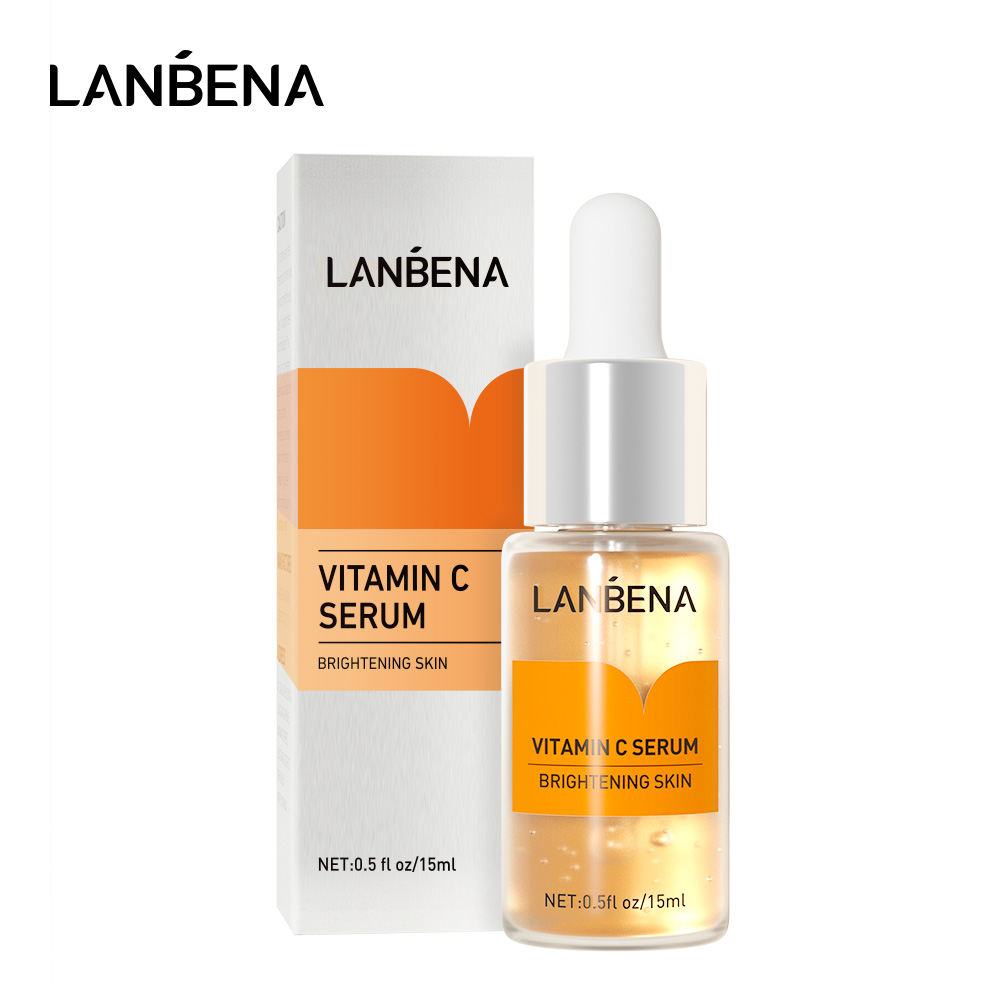 LANBENA
LANBENA
VITAMIN C
SERUM
BRIGHTENING SKIN
NET:0.5 fl oz/15ml
LANBENA
VITAMIN C SERUM
BRIGHTENING SKIN
NET:0.5fl oz/15ml